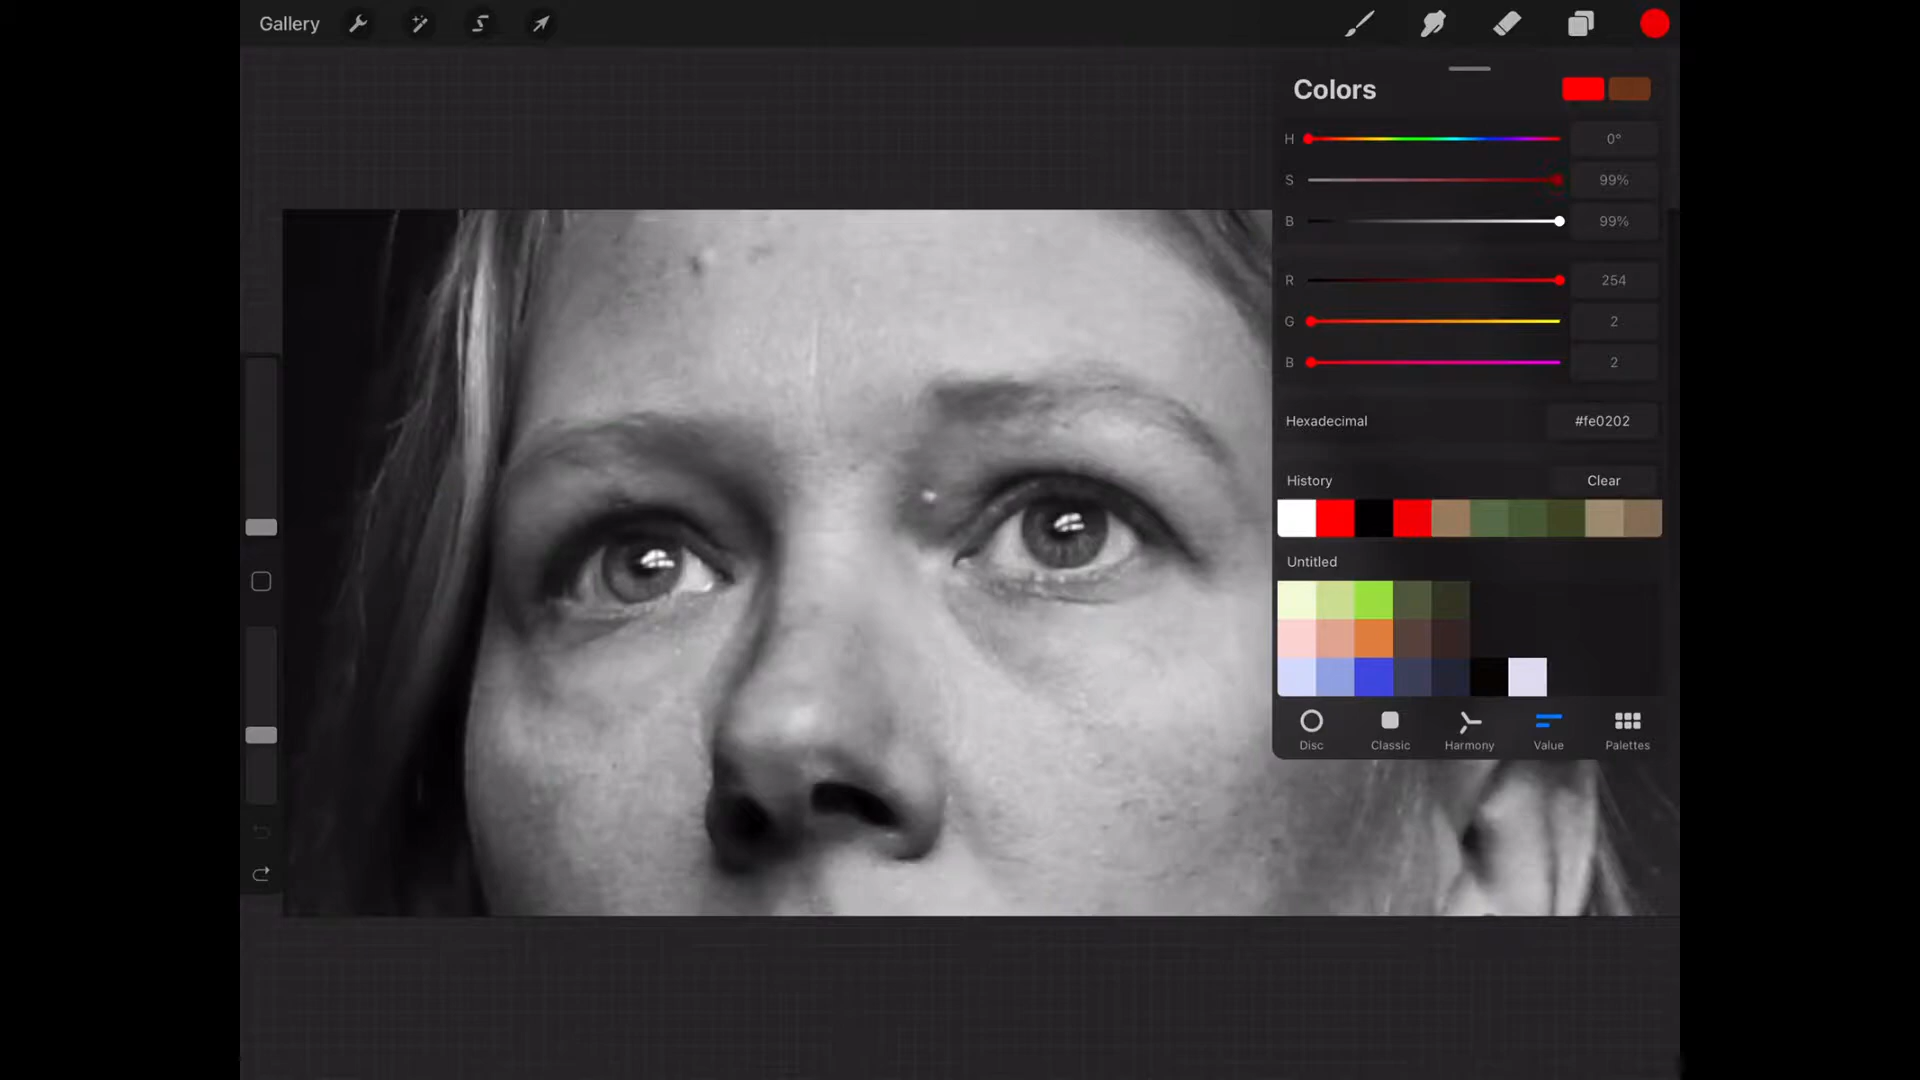 Gallery
Colors
H 0°
S 99%
B 99%
R 254
G 2
B 2
Hexadecimal #fe0202
History Clear
Untitled
Disc Classic Harmony Value Palettes